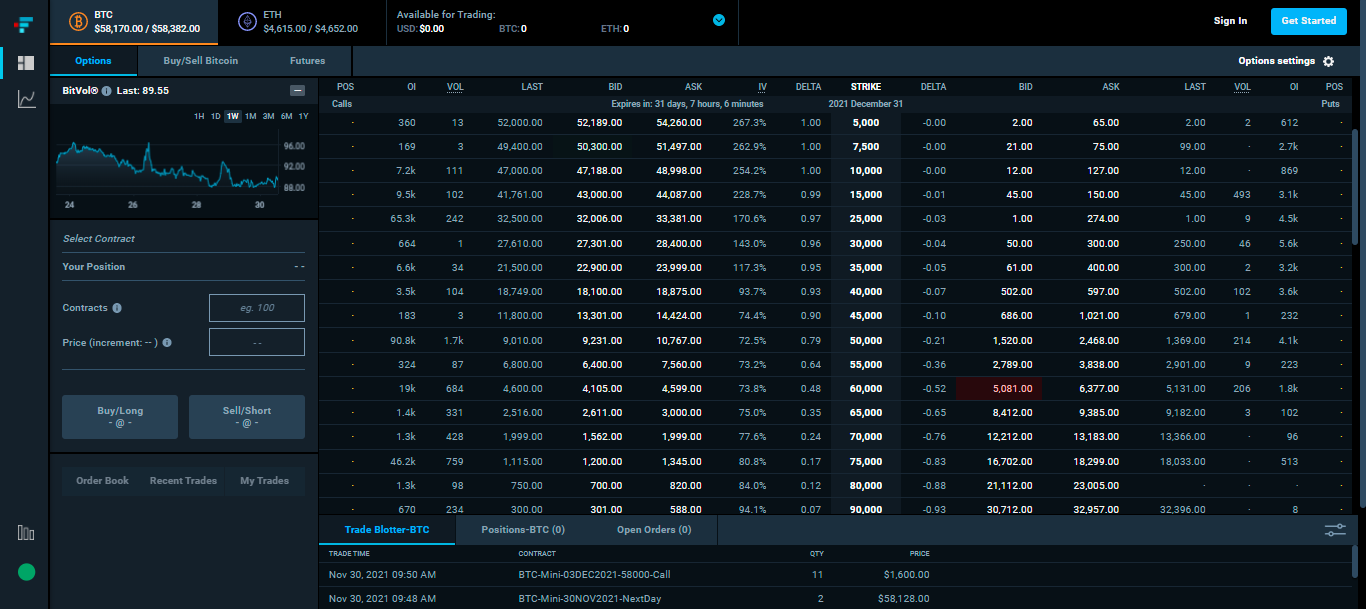 BTC
$58,170.00 / $58,382.00
ETH
$4,615.00 / $4,652.00
Available for Trading:
USD:$0.00 BTC:0 ETH:0
Sign In
Get Started
Options Buy/Sell Bitcoin Futures
Options settings
BitVol® Last: 89.55
1H 1D 1W 1M 3M 6M 1Y
96.00
92.00
88.00
24 26 28 30
Select Contract
Your Position --
Contracts eg. 100
Price (increment: -- ) --
Buy/Long
- @ -
Sell/Short
- @ -
Order Book Recent Trades My Trades
POS OI VOL LAST BID ASK IV DELTA STRIKE DELTA BID ASK LAST VOL OI POS
Calls Expires in: 31 days, 7 hours, 6 minutes 2021 December 31 Puts
- 360 13 52,000.00 52,189.00 54,260.00 267.3% 1.00 5,000 -0.00 2.00 65.00 2.00 2 612 -
- 169 3 49,400.00 50,300.00 51,497.00 262.9% 1.00 7,500 -0.00 21.00 75.00 99.00 - 2.7k -
- 7.2k 111 47,000.00 47,188.00 48,998.00 254.2% 1.00 10,000 -0.00 12.00 127.00 12.00 - 869 -
- 9.5k 102 41,761.00 43,000.00 44,087.00 228.7% 0.99 15,000 -0.01 45.00 150.00 45.00 493 3.1k -
- 65.3k 242 32,500.00 32,006.00 33,381.00 170.6% 0.97 25,000 -0.03 1.00 274.00 1.00 9 4.5k -
- 664 1 27,610.00 27,301.00 28,400.00 143.0% 0.96 30,000 -0.04 50.00 300.00 250.00 46 5.6k -
- 6.6k 34 21,500.00 22,900.00 23,999.00 117.3% 0.95 35,000 -0.05 61.00 400.00 300.00 2 3.2k -
- 3.5k 104 18,749.00 18,100.00 18,875.00 93.7% 0.93 40,000 -0.07 502.00 597.00 502.00 102 3.6k -
- 183 3 11,800.00 13,301.00 14,424.00 74.4% 0.90 45,000 -0.10 686.00 1,021.00 679.00 1 232 -
- 90.8k 1.7k 9,010.00 9,231.00 10,767.00 72.5% 0.79 50,000 -0.21 1,520.00 2,468.00 1,369.00 214 4.1k -
- 324 87 6,800.00 6,400.00 7,560.00 73.2% 0.64 55,000 -0.36 2,789.00 3,838.00 2,901.00 9 223 -
- 19k 684 4,600.00 4,105.00 4,599.00 73.8% 0.48 60,000 -0.52 5,081.00 6,377.00 5,131.00 206 1.8k -
- 1.4k 331 2,516.00 2,611.00 3,000.00 75.0% 0.35 65,000 -0.65 8,412.00 9,385.00 9,182.00 3 102 -
- 1.3k 428 1,999.00 1,562.00 1,999.00 77.6% 0.24 70,000 -0.76 12,212.00 13,183.00 13,366.00 - 96 -
- 46.2k 759 1,115.00 1,200.00 1,345.00 80.8% 0.17 75,000 -0.83 16,702.00 18,299.00 18,033.00 - 513 -
- 1.3k 98 750.00 700.00 820.00 84.0% 0.12 80,000 -0.88 21,112.00 23,005.00 - - - -
- 670 234 300.00 301.00 588.00 94.1% 0.07 90,000 -0.93 30,712.00 32,957.00 32,396.00 - 8 -
Trade Blotter-BTC Positions-BTC (0) Open Orders (0)
TRADE TIME CONTRACT QTY PRICE
Nov 30, 2021 09:50 AM BTC-Mini-03DEC2021-58000-Call 11 $1,600.00
Nov 30, 2021 09:48 AM BTC-Mini-30NOV2021-NextDay 2 $58,128.00